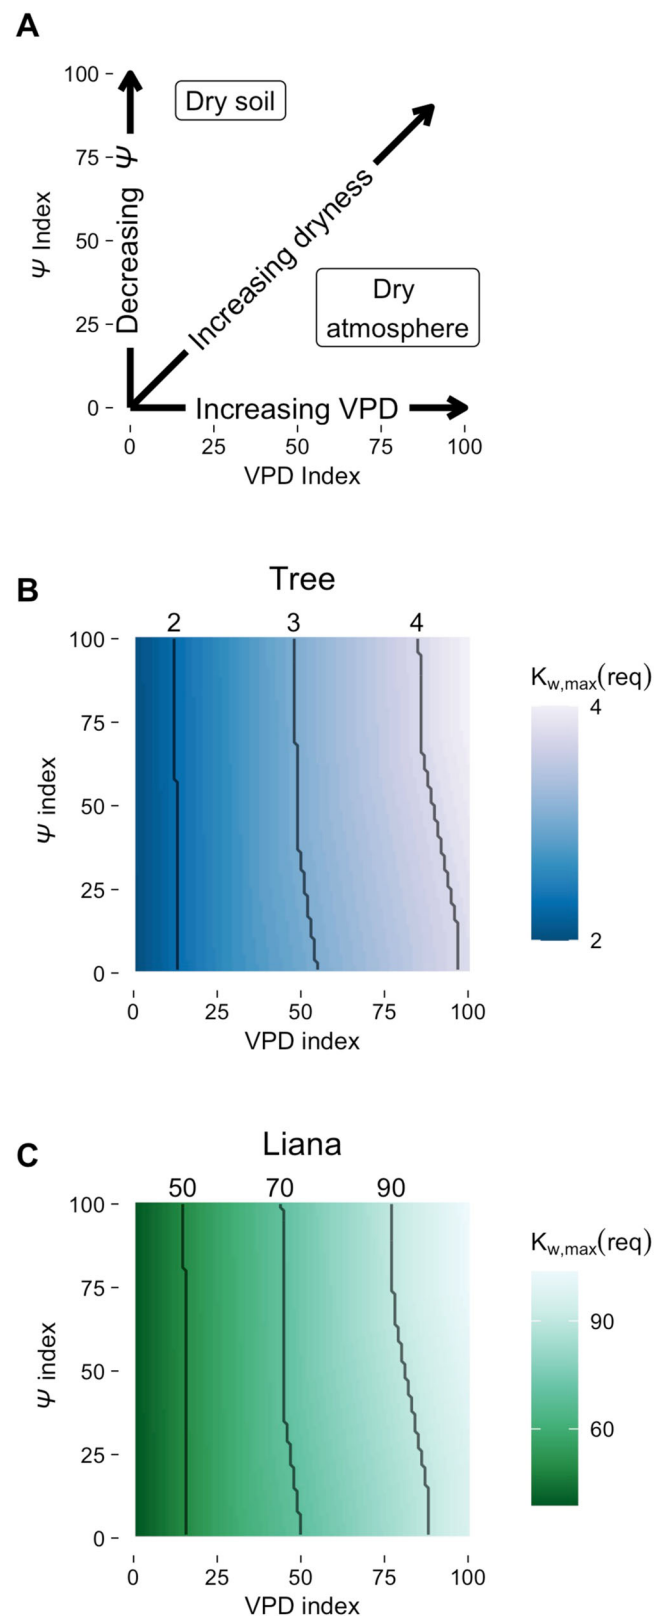 A
100
75
50
25
0
Ψ Index
Decreasing Ψ
Dry soil
Increasing dryness
Dry
atmosphere
Increasing VPD
0 25 50 75 100
VPD Index
B
Tree
2 3 4
100
75
50
25
0
Ψ index
0 25 50 75 100
VPD index
Kw,max(req)
4
2
C
Liana
50 70 90
100
75
50
25
0
Ψ index
0 25 50 75 100
VPD index
Kw,max(req)
90
60